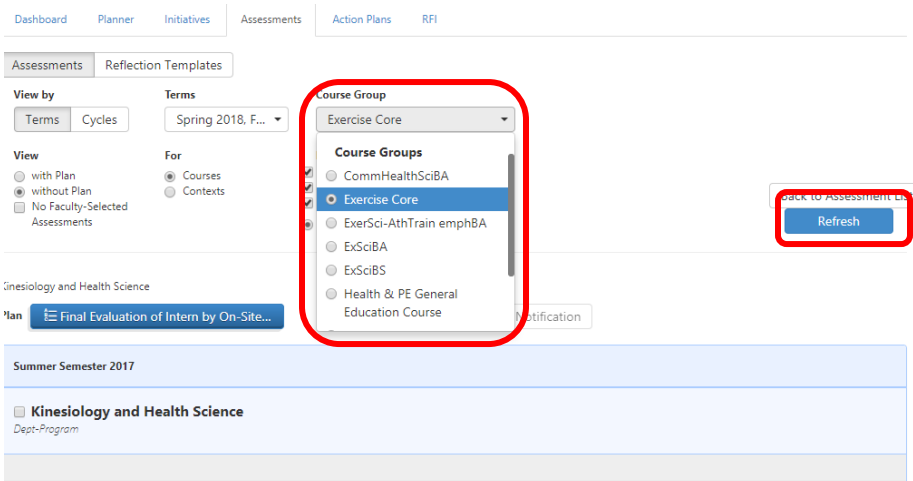 Dashboard Planner Initiatives Assessments Action Plans RFI
Assessments Reflection Templates
View by Terms Course Group
Terms Cycles Spring 2018, F... Exercise Core
View For Course Groups
with Plan Courses CommHealthSciBA
without Plan Contexts Exercise Core
No Faculty-Selected
Assessments
ExerSci-AthTrain emphBA
ExSciBA
ExSciBS
Health & PE General
Education Course
Back to Assessment List
Refresh
Kinesiology and Health Science
Plan Final Evaluation of Intern by On-Site... Notification
Summer Semester 2017
Kinesiology and Health Science
Dept-Program